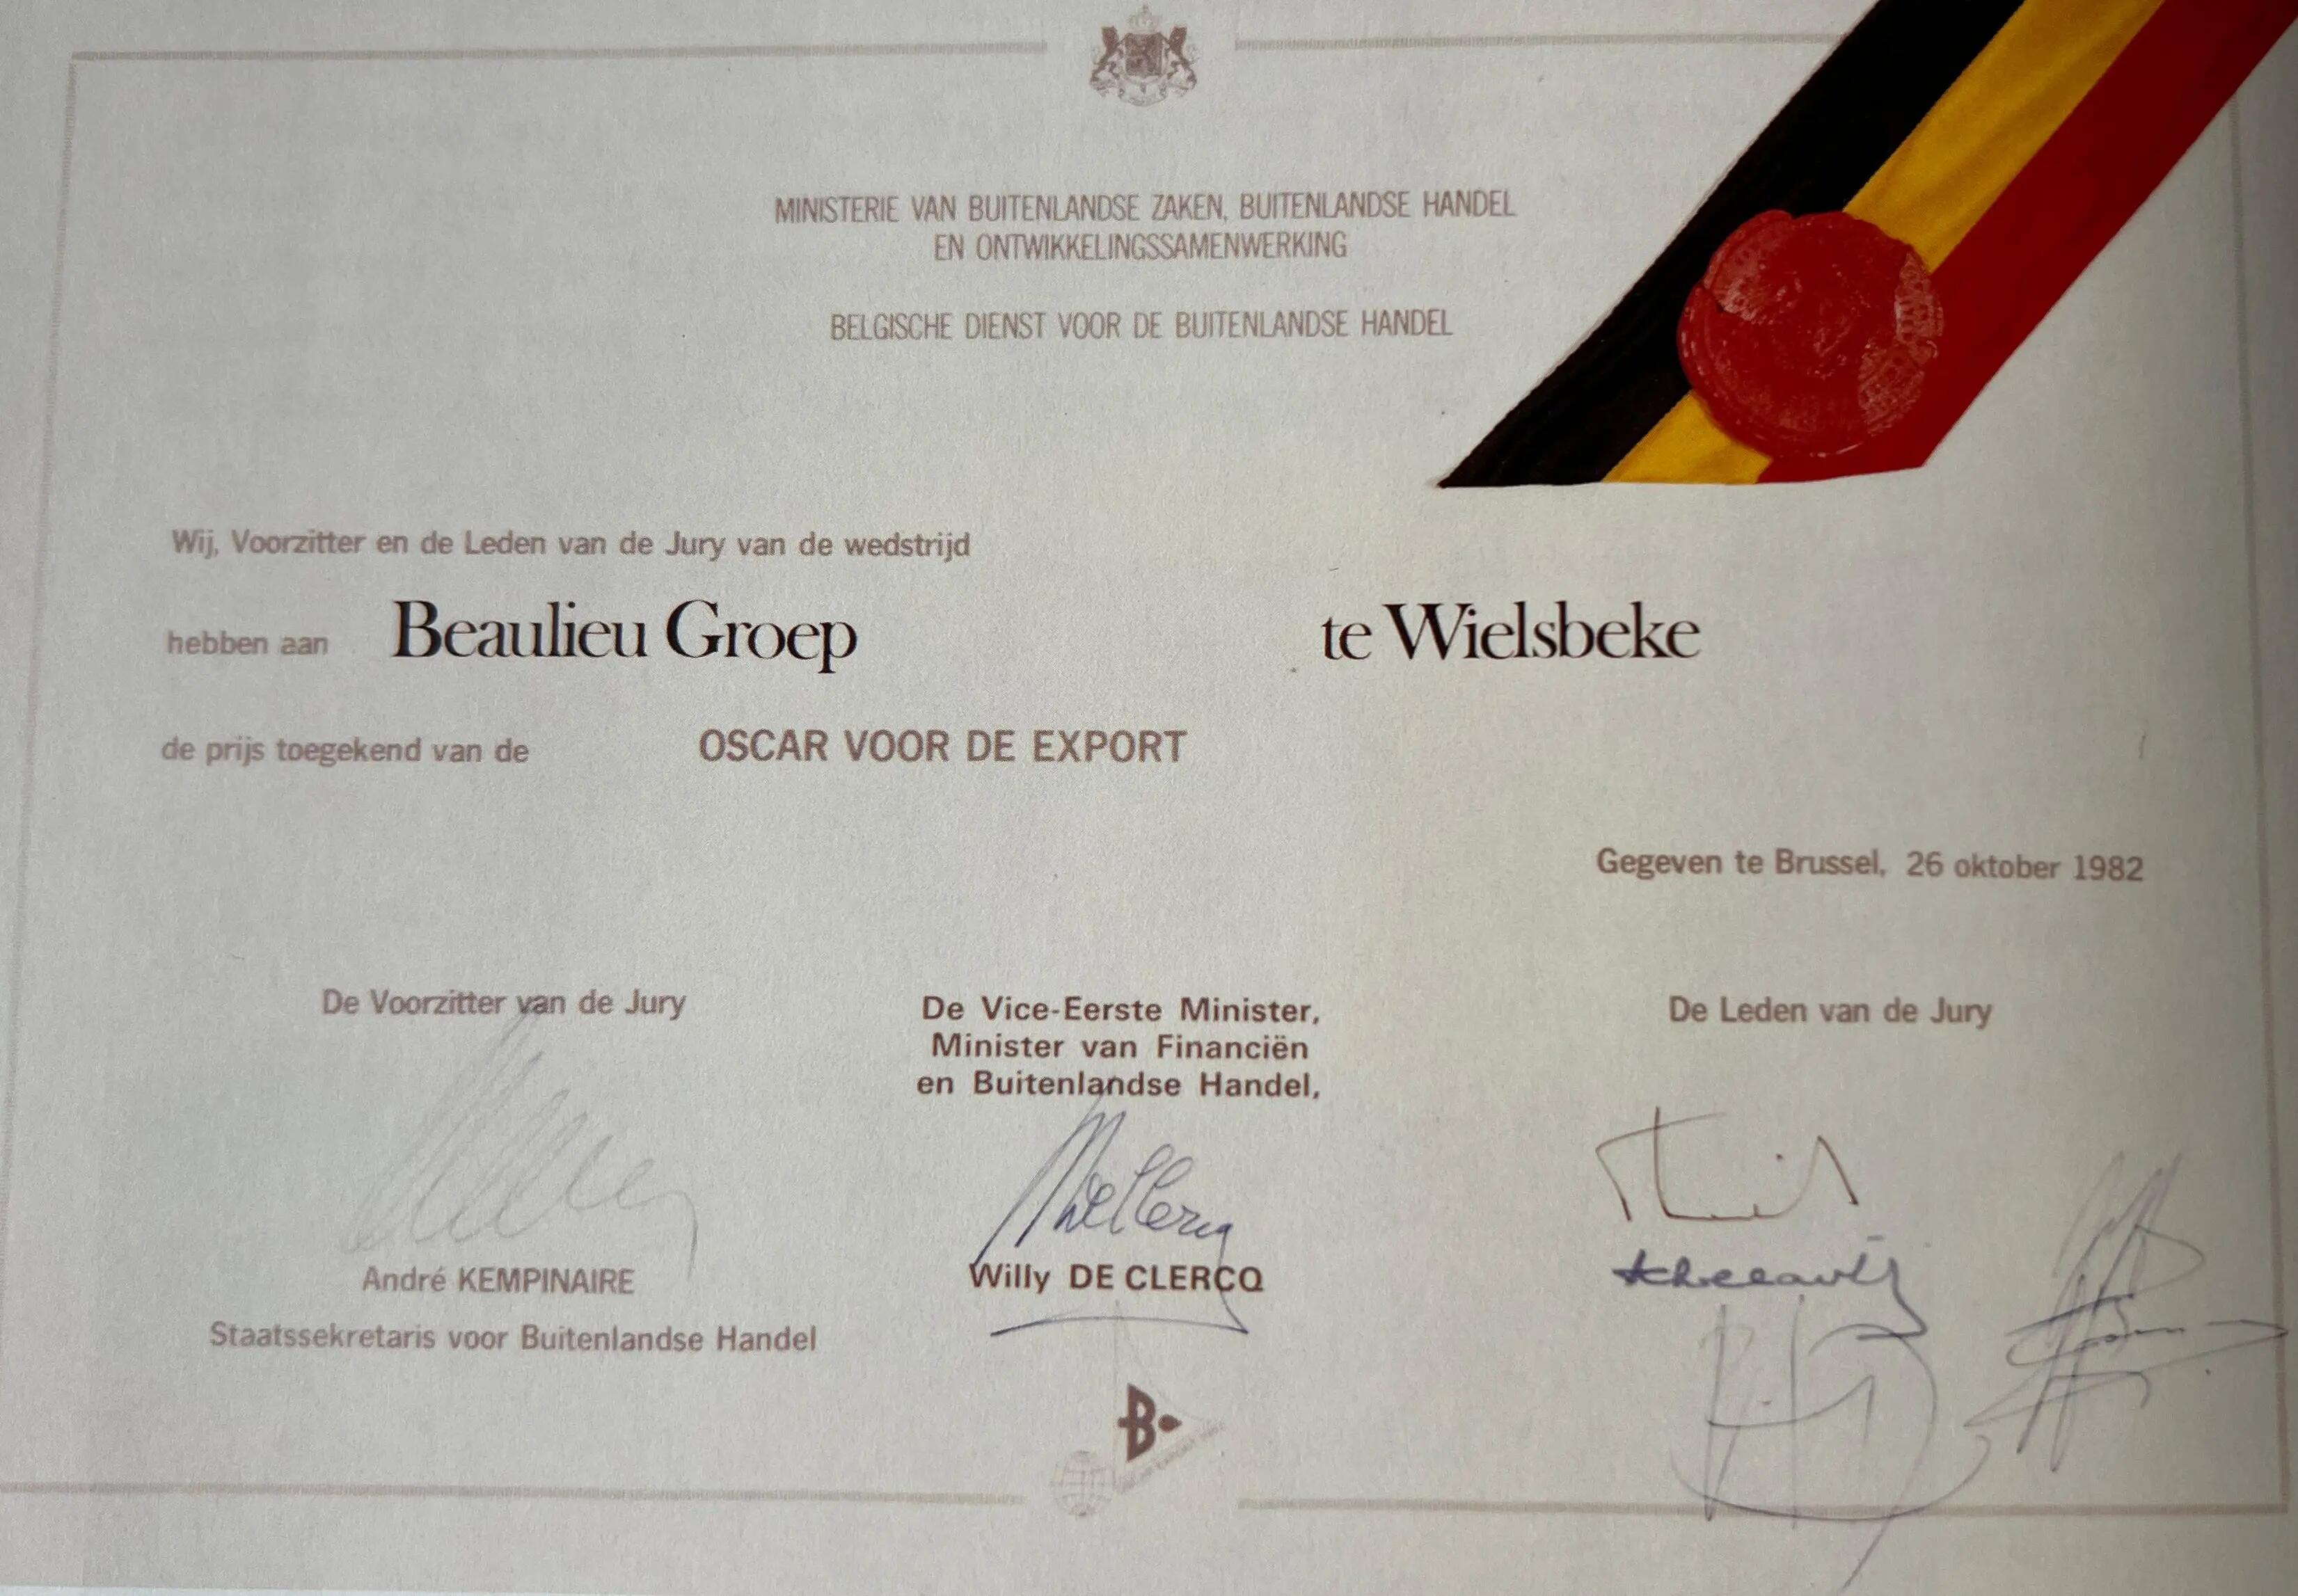 MINISTERIE VAN BUITENLANDSE ZAKEN, BUITENLANDSE HANDEL
EN ONTWIKKELINGSSAMENWERKING
BELGISCHE DIENST VOOR DE BUITENLANDSE HANDEL
Wij, Voorzitter en de Leden van de Jury van de wedstrijd
hebben aan Beaulieu Groep te Wielsbeke
de prijs toegekend van de OSCAR VOOR DE EXPORT
Gegeven te Brussel, 26 oktober 1982
De Voorzitter van de Jury
De Vice-Eerste Minister,
Minister van Financiën
en Buitenlandse Handel,
De Leden van de Jury
André KEMPINAIRE
Staatssekretaris voor Buitenlandse Handel
Willy DE CLERCQ
B